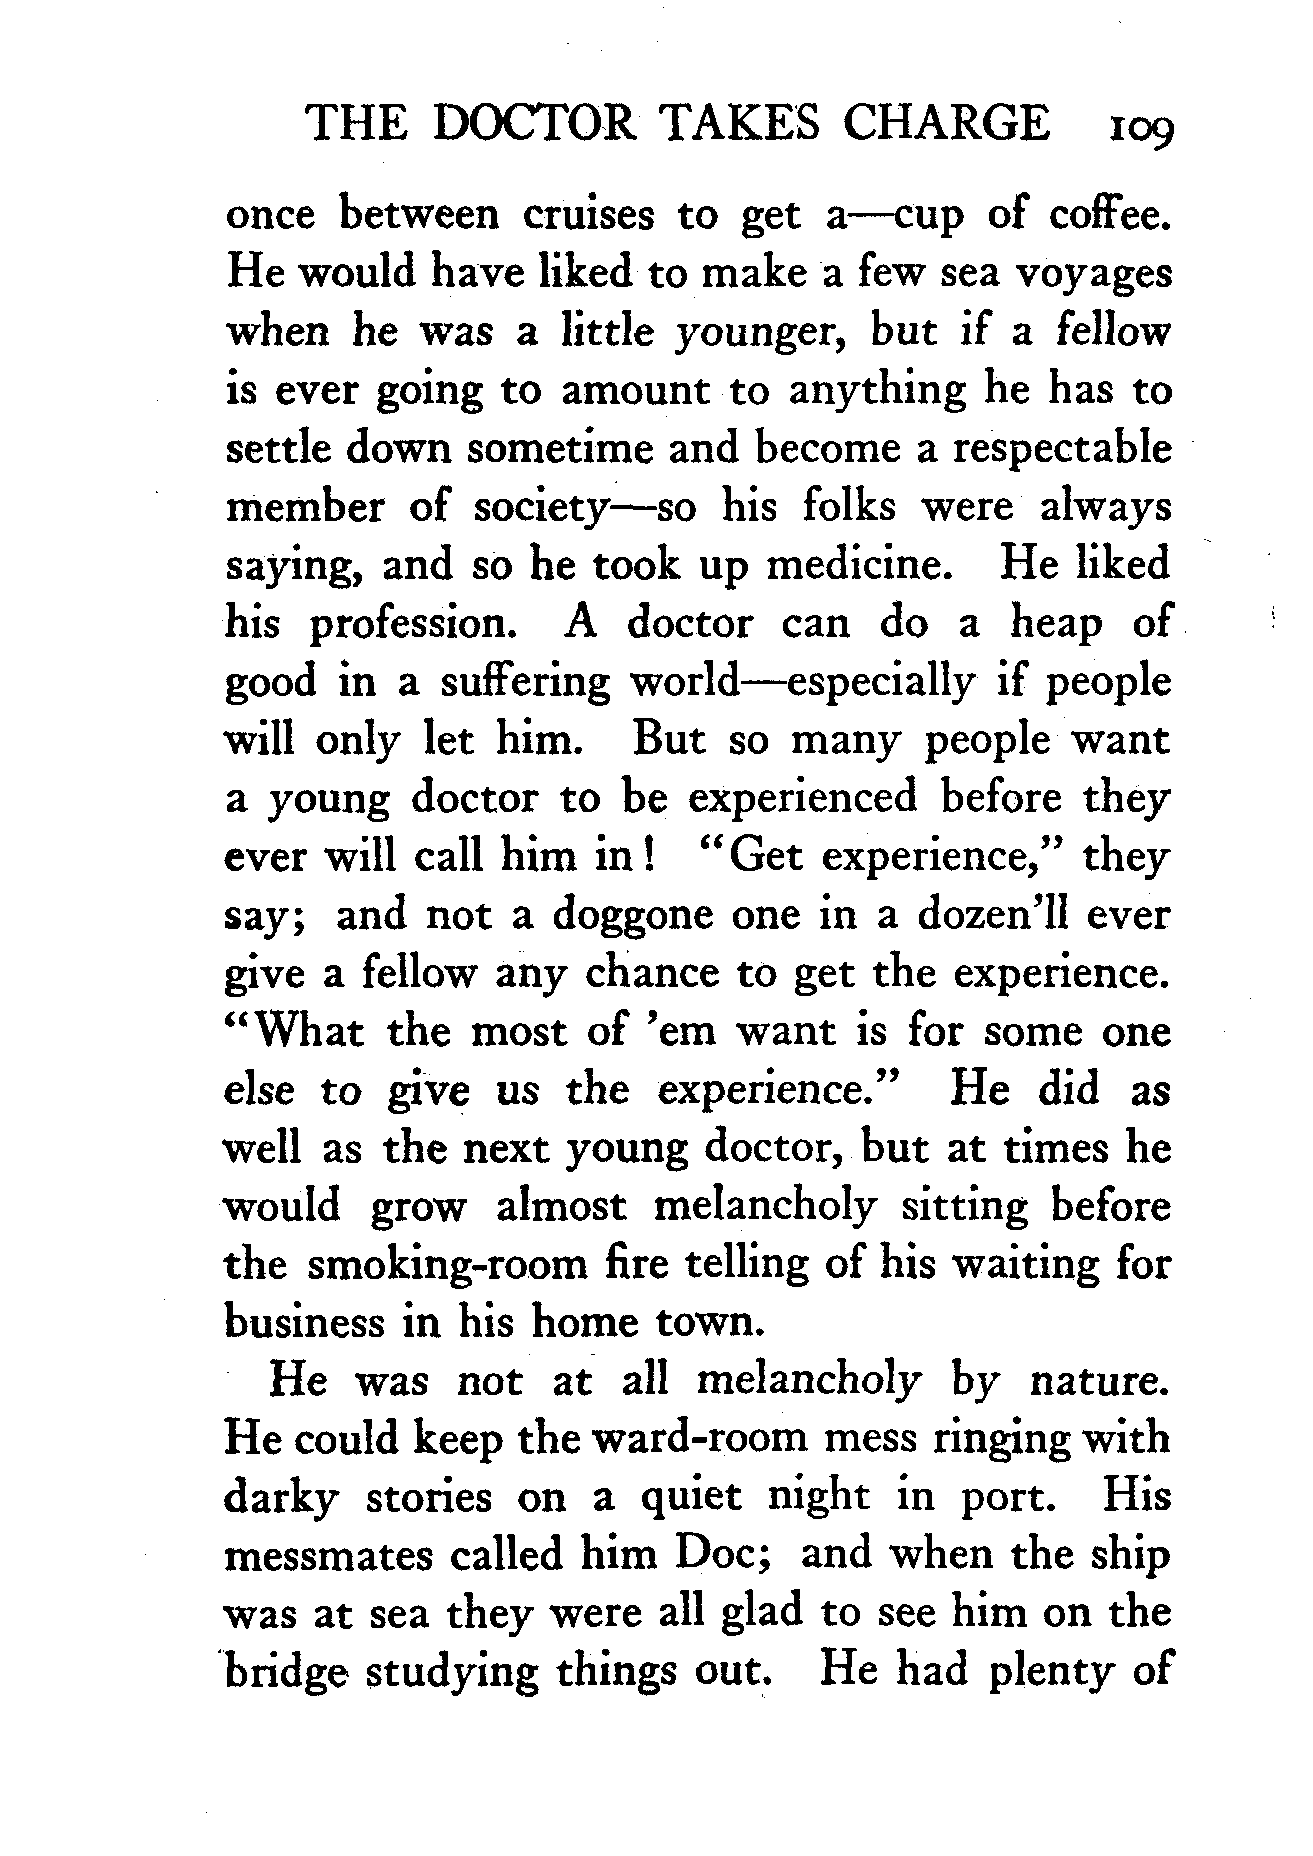 THE DOCTOR TAKES CHARGE 109
once between cruises to get a—cup of coffee.
He would have liked to make a few sea voyages
when he was a little younger, but if a fellow
is ever going to amount to anything he has to
settle down sometime and become a respectable
member of society—so his folks were always
saying, and so he took up medicine. He liked
his profession. A doctor can do a heap of
good in a suffering world—especially if people
will only let him. But so many people want
a young doctor to be experienced before they
ever will call him in! "Get experience," they
say; and not a doggone one in a dozen'll ever
give a fellow any chance to get the experience.
"What the most of 'em want is for some one
else to give us the experience." He did as
well as the next young doctor, but at times he
would grow almost melancholy sitting before
the smoking-room fire telling of his waiting for
business in his home town.
He was not at all melancholy by nature.
He could keep the ward-room mess ringing with
darky stories on a quiet night in port. His
messmates called him Doc; and when the ship
was at sea they were all glad to see him on the
bridge studying things out. He had plenty of